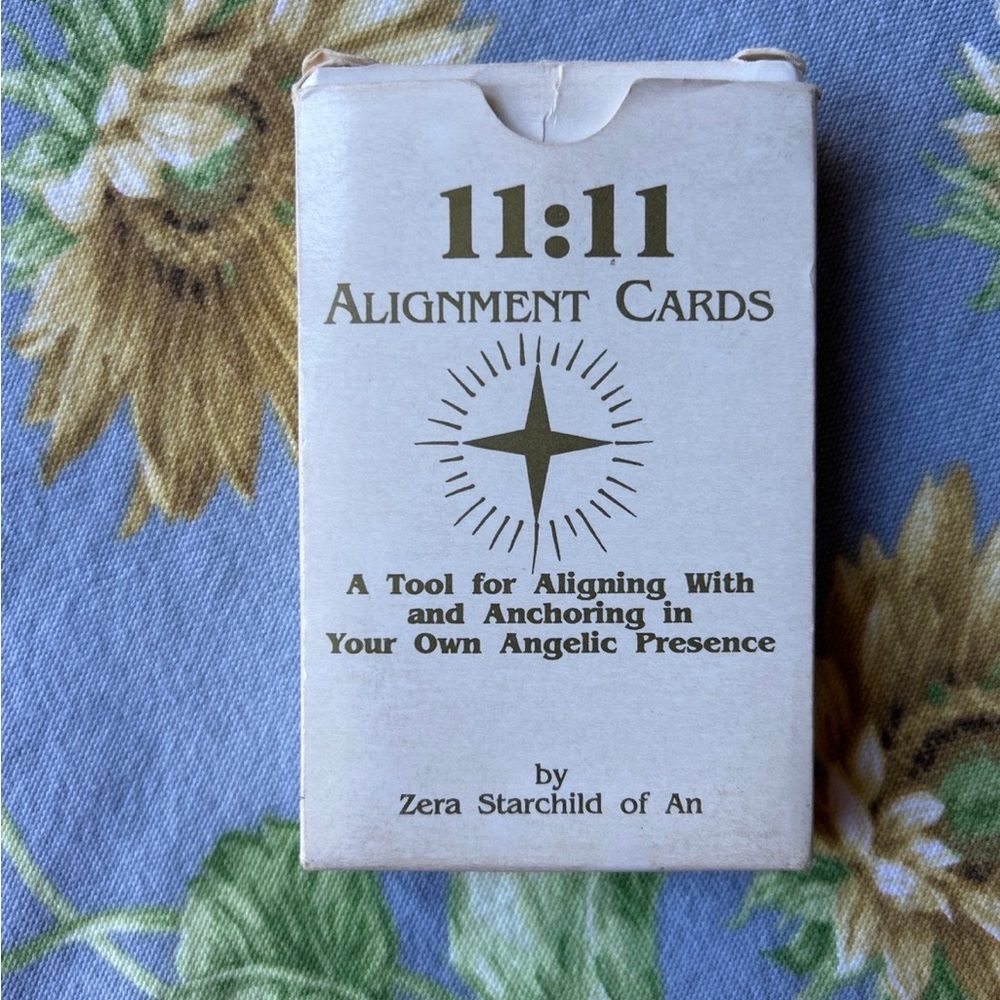 11:11
Alignment Cards
A Tool for Aligning With
and Anchoring in
Your Own Angelic Presence
by
Zera Starchild of An